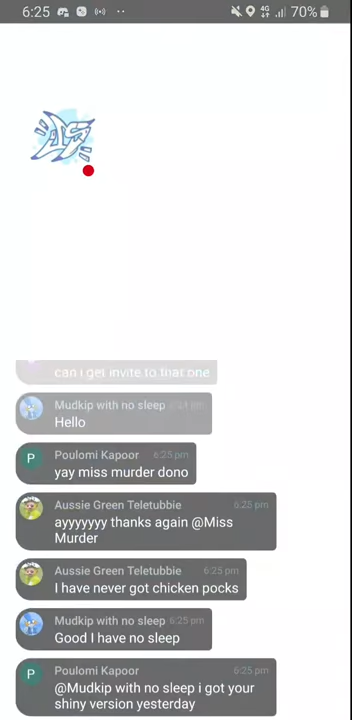 6:25
4G
70%
can i get invite to that one
Mudkip with no sleep
Hello
P
Poulomi Kapoor 6:25 pm
yay miss murder dono
Aussie Green Teletubbie 6:25 pm
ayyyyyyy thanks again @Miss
Murder
Aussie Green Teletubbie 6:25 pm
I have never got chicken pocks
Mudkip with no sleep 6:25 pm
Good I have no sleep
P
Poulomi Kapoor 6:25 pm
@Mudkip with no sleep i got your
shiny version yesterday